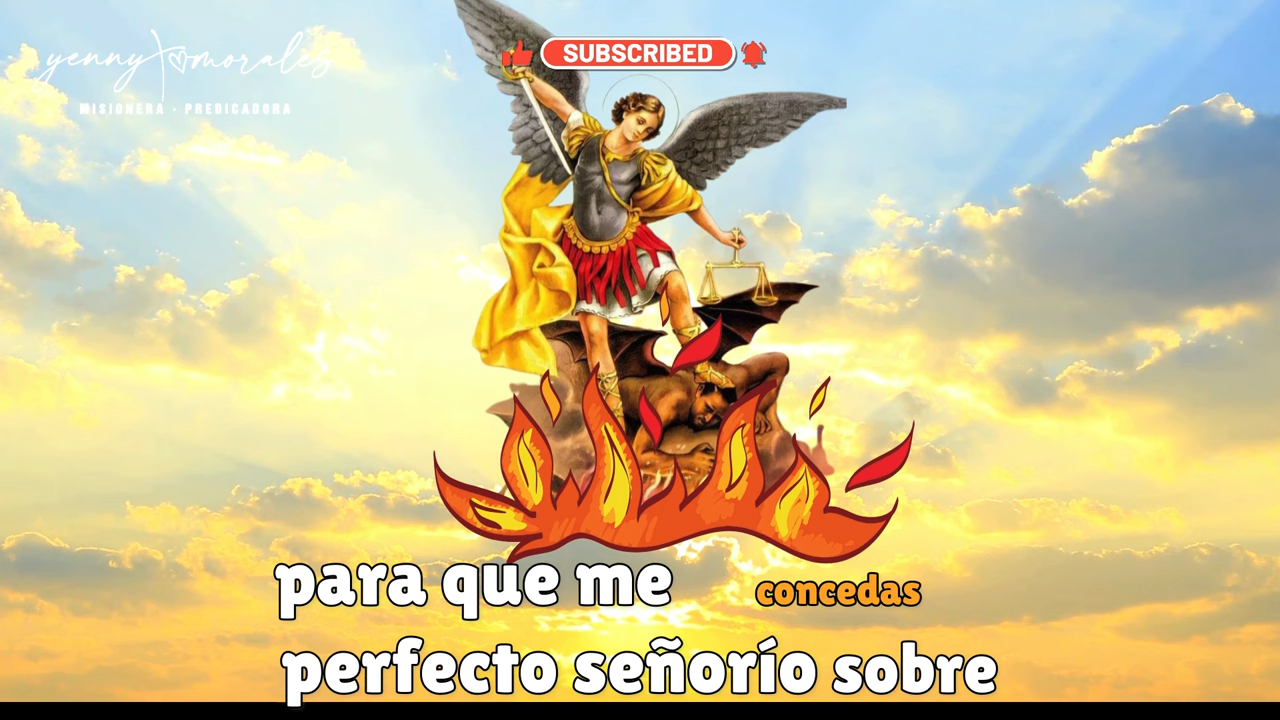 yenny morales
MISIONERA · PREDICADORA
SUBSCRIBED
para que me concedas
perfecto señorío sobre